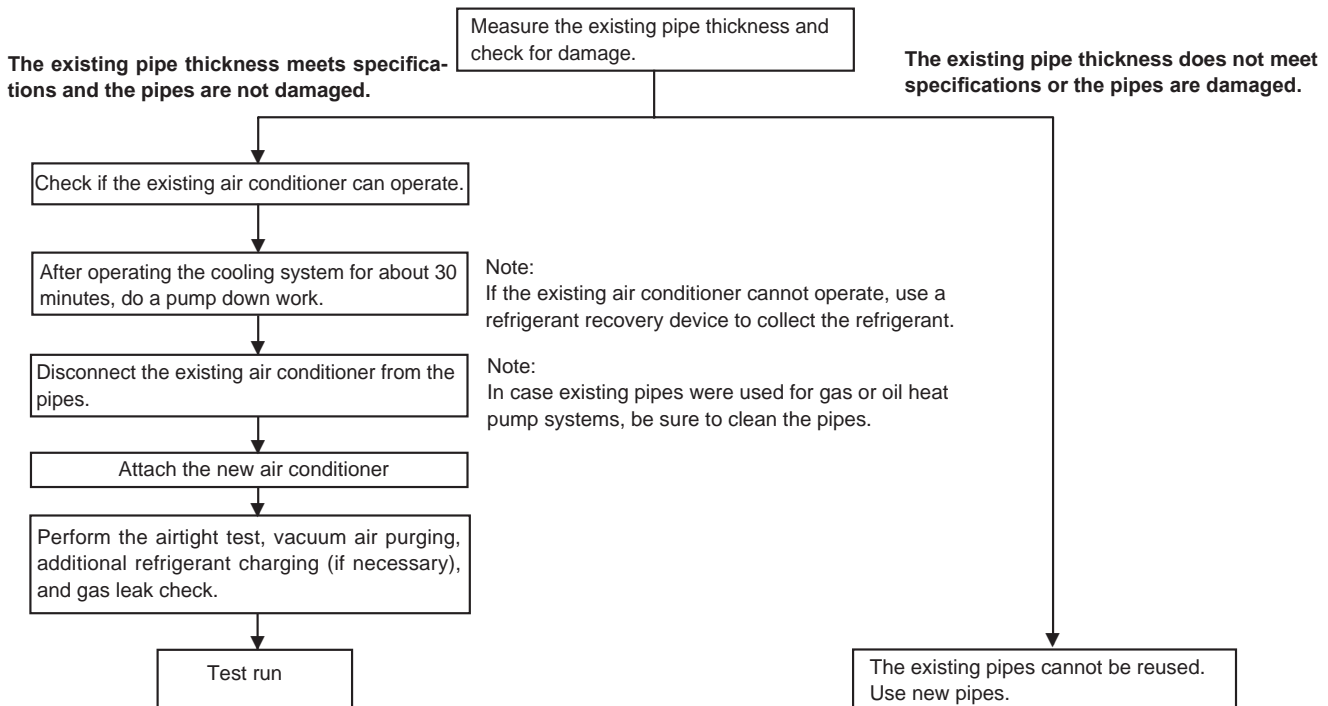 Measure the existing pipe thickness and
check for damage.
The existing pipe thickness meets specifica-
tions and the pipes are not damaged.
The existing pipe thickness does not meet
specifications or the pipes are damaged.
Check if the existing air conditioner can operate.
After operating the cooling system for about 30
minutes, do a pump down work.
Note:
If the existing air conditioner cannot operate, use a
refrigerant recovery device to collect the refrigerant.
Disconnect the existing air conditioner from the
pipes.
Note:
In case existing pipes were used for gas or oil heat
pump systems, be sure to clean the pipes.
Attach the new air conditioner
Perform the airtight test, vacuum air purging,
additional refrigerant charging (if necessary),
and gas leak check.
Test run
The existing pipes cannot be reused.
Use new pipes.